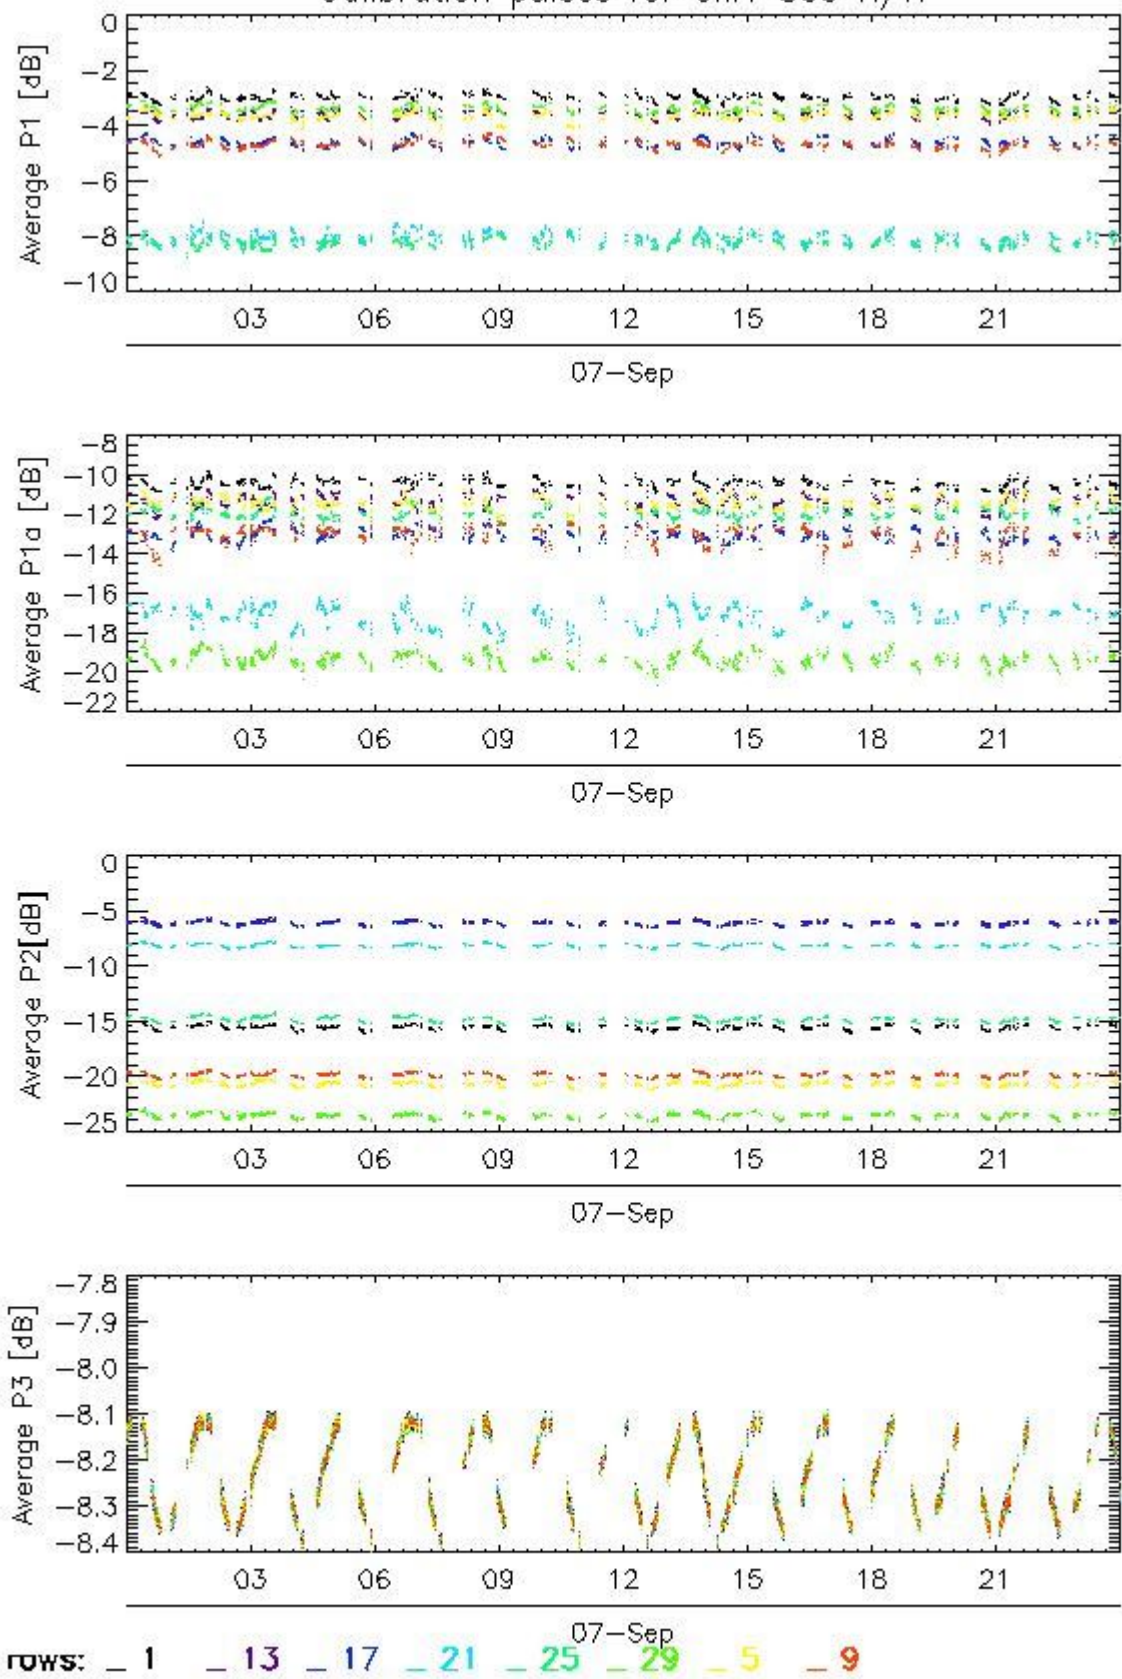 0
-2
-4
-6
-8
-10
Average P1 [dB]
03 06 09 12 15 18 21
07-Sep
-8
-10
-12
-14
-16
-18
-20
-22
Average P1a [dB]
03 06 09 12 15 18 21
07-Sep
0
-5
-10
-15
-20
-25
Average P2[dB]
03 06 09 12 15 18 21
07-Sep
-7.8
-7.9
-8.0
-8.1
-8.2
-8.3
-8.4
Average P3 [dB]
03 06 09 12 15 18 21
07-Sep
rows: _ 1 _ 13 _ 17 _ 21 _ 25 _ 29 _ 5 _ 9